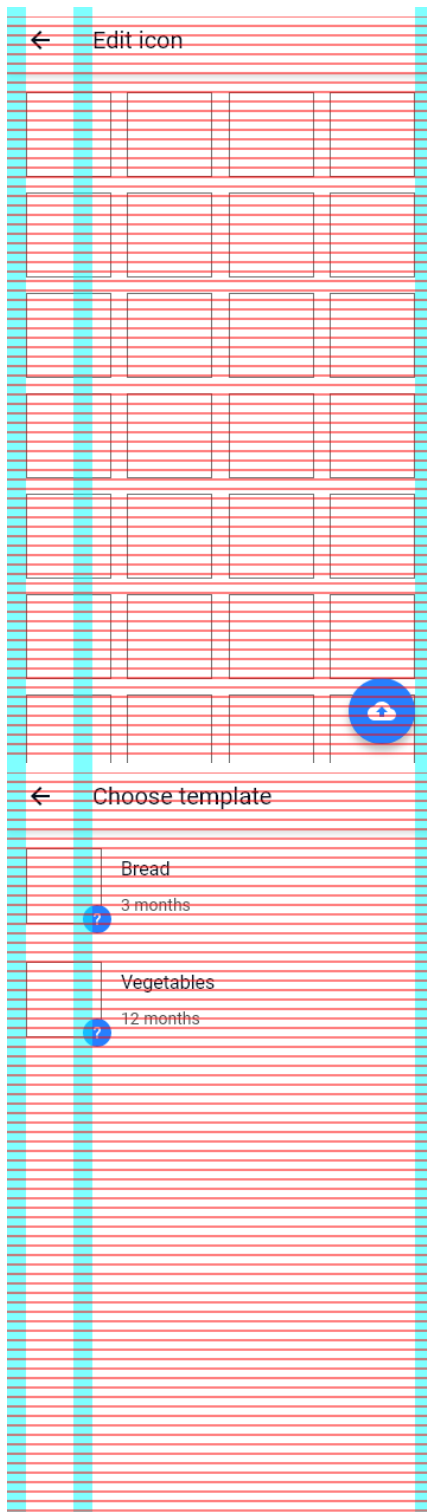 Edit icon
Choose template
Bread
3 months
?
Vegetables
12 months
?